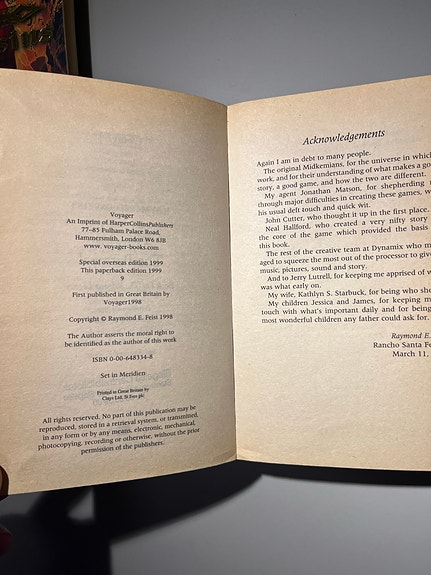 Voyager
An Imprint of HarperCollinsPublishers
77–85 Fulham Palace Road,
Hammersmith, London W6 8JB
www.voyager-books.com
Special overseas edition 1999
This paperback edition 1999
9
First published in Great Britain by
Voyager1998
Copyright © Raymond E. Feist 1998
The Author asserts the moral right to
be identified as the author of this work
ISBN 0-00-648334-8
Set in Meridien
Printed in Great Britain by
Clays Ltd, St Ives plc
All rights reserved. No part of this publication may be
reproduced, stored in a retrieval system, or transmitted,
in any form or by any means, electronic, mechanical,
photocopying, recording or otherwise, without the prior
permission of the publishers.
Acknowledgements
Again I am in debt to many people.
The original Midkemians, for the universe in which
work, and for their understanding of what makes a go
story, a good game, and how the two are different.
My agent Jonathan Matson, for shepherding
through major difficulties in creating these games, w
his usual deft touch and quick wit.
John Cutter, who thought it up in the first place.
Neal Hallford, who created a very nifty story
the core of the game which provided the basis
this book.
The rest of the creative team at Dynamix who m
aged to squeeze the most out of the processor to giv
music, pictures, sound and story.
And to Jerry Lutrell, for keeping me apprised of w
was what early on.
My wife, Kathlyn S. Starbuck, for being who she
My children Jessica and James, for keeping m
touch with what's important daily and for being
most wonderful children any father could ask for.
Raymond E.
Rancho Santa Fe
March 11,